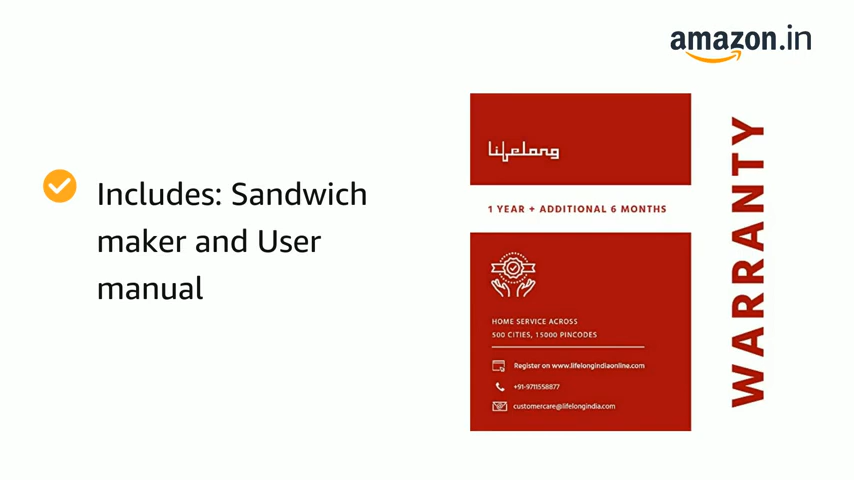 amazon.in
Includes: Sandwich
maker and User
manual
lifelong
1 YEAR + ADDITIONAL 6 MONTHS
HOME SERVICE ACROSS
500 CITIES, 15000 PINCODES
Register on www.lifelongindiaonline.com
+91-9711558877
customercare@lifelongindia.com
WARRANTY